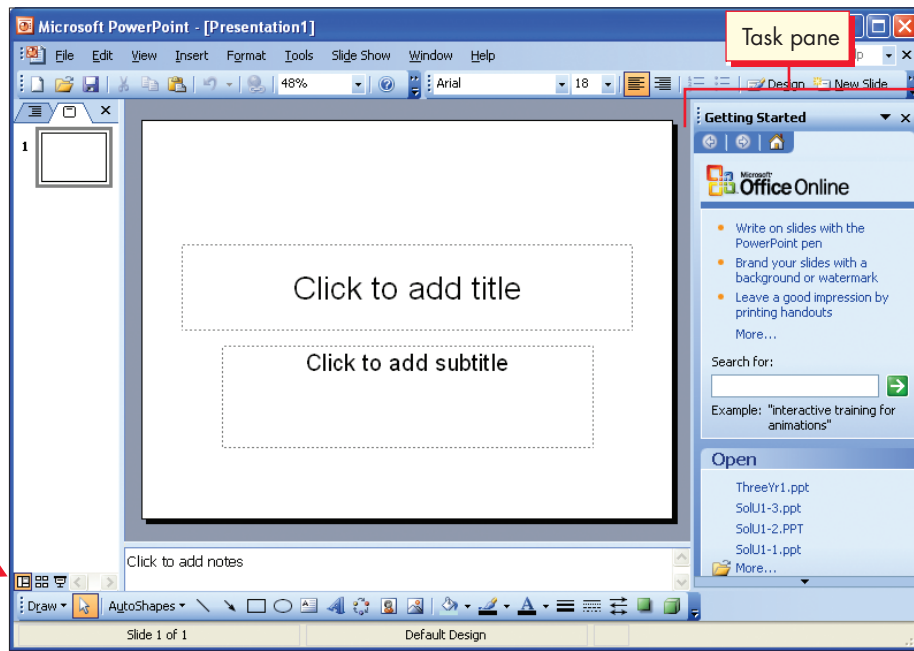 Microsoft PowerPoint - [Presentation1]
Task pane
File Edit View Insert Format Tools Slide Show Window Help
48% Arial 18 Design New Slide
Getting Started
1
Microsoft
Office Online
Write on slides with the
PowerPoint pen
Brand your slides with a
background or watermark
Leave a good impression by
printing handouts
More...
Search for:
Example: "interactive training for
animations"
Open
ThreeYr1.ppt
SolU1-3.ppt
SolU1-2.PPT
SolU1-1.ppt
More...
Click to add title
Click to add subtitle
Click to add notes
Draw AutoShapes
Slide 1 of 1 Default Design